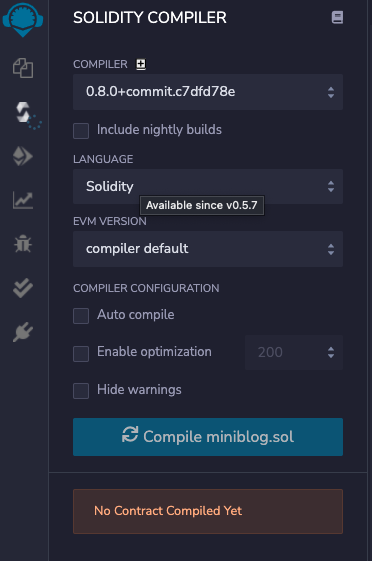 SOLIDITY COMPILER
COMPILER
0.8.0+commit.c7dfd78e
Include nightly builds
LANGUAGE
Solidity
Available since v0.5.7
EVM VERSION
compiler default
COMPILER CONFIGURATION
Auto compile
Enable optimization 200
Hide warnings
Compile miniblog.sol
No Contract Compiled Yet